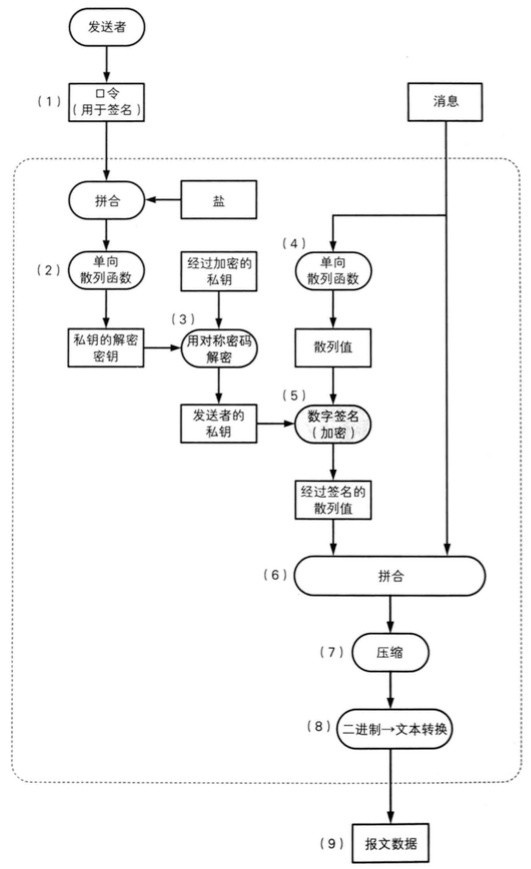 发送者
(1)
口令
(用于签名)
消息
拼合
盐
(2)
单向
散列函数
经过加密的
私钥
(4)
单向
散列函数
(3)
私钥的解密
密钥
用对称密码
解密
散列值
(5)
发送者的
私钥
数字签名
(加密)
经过签名的
散列值
(6)
拼合
(7)
压缩
(8)
二进制→文本转换
(9)
报文数据